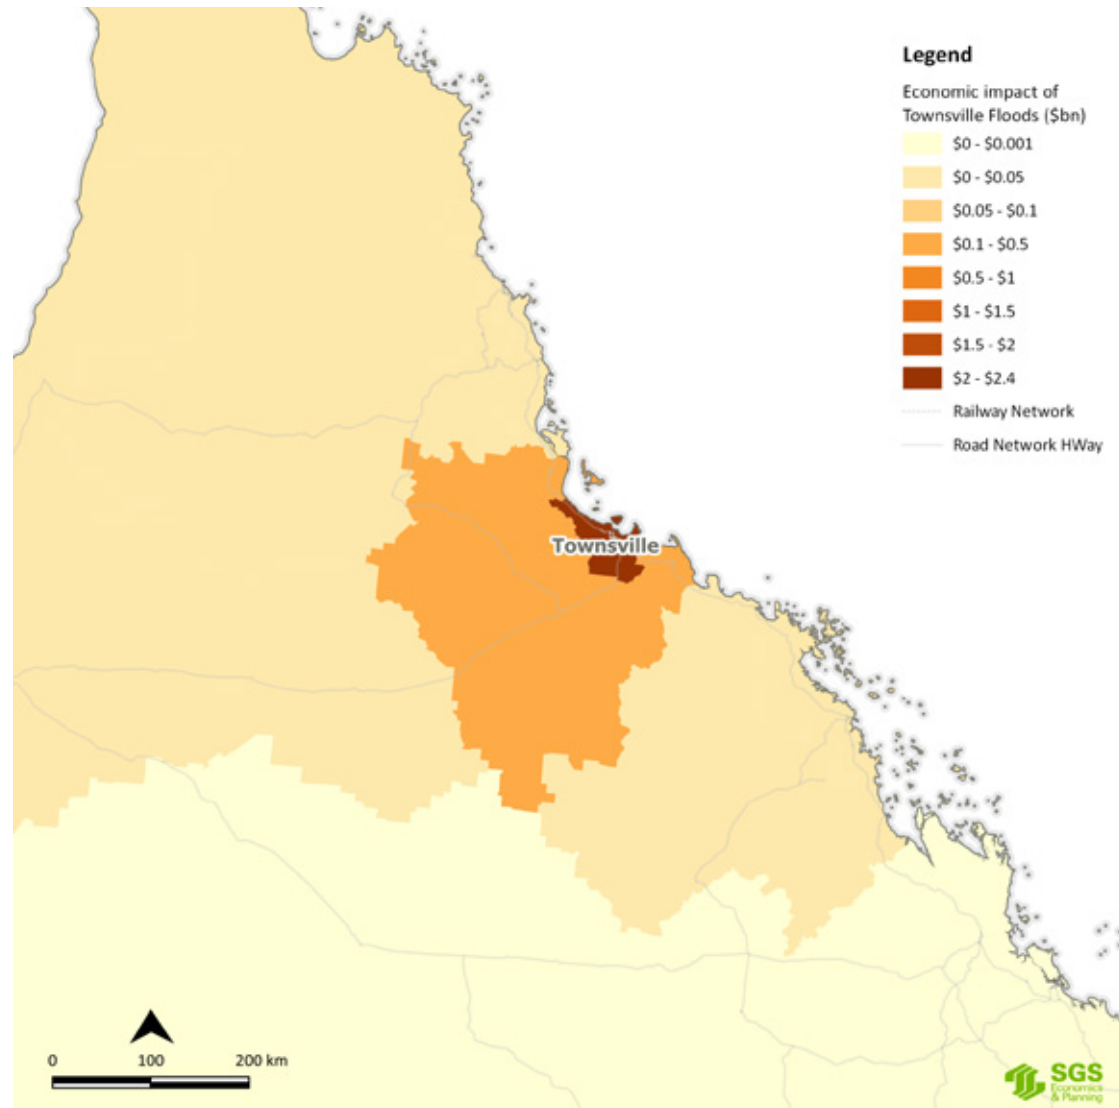 Legend
Economic impact of
Townsville Floods ($bn)
$0 - $0.001
$0 - $0.05
$0.05 - $0.1
$0.1 - $0.5
$0.5 - $1
$1 - $1.5
$1.5 - $2
$2 - $2.4
Railway Network
Road Network HWay
Townsville
0 100 200 km
SGS
Economics
& Planning